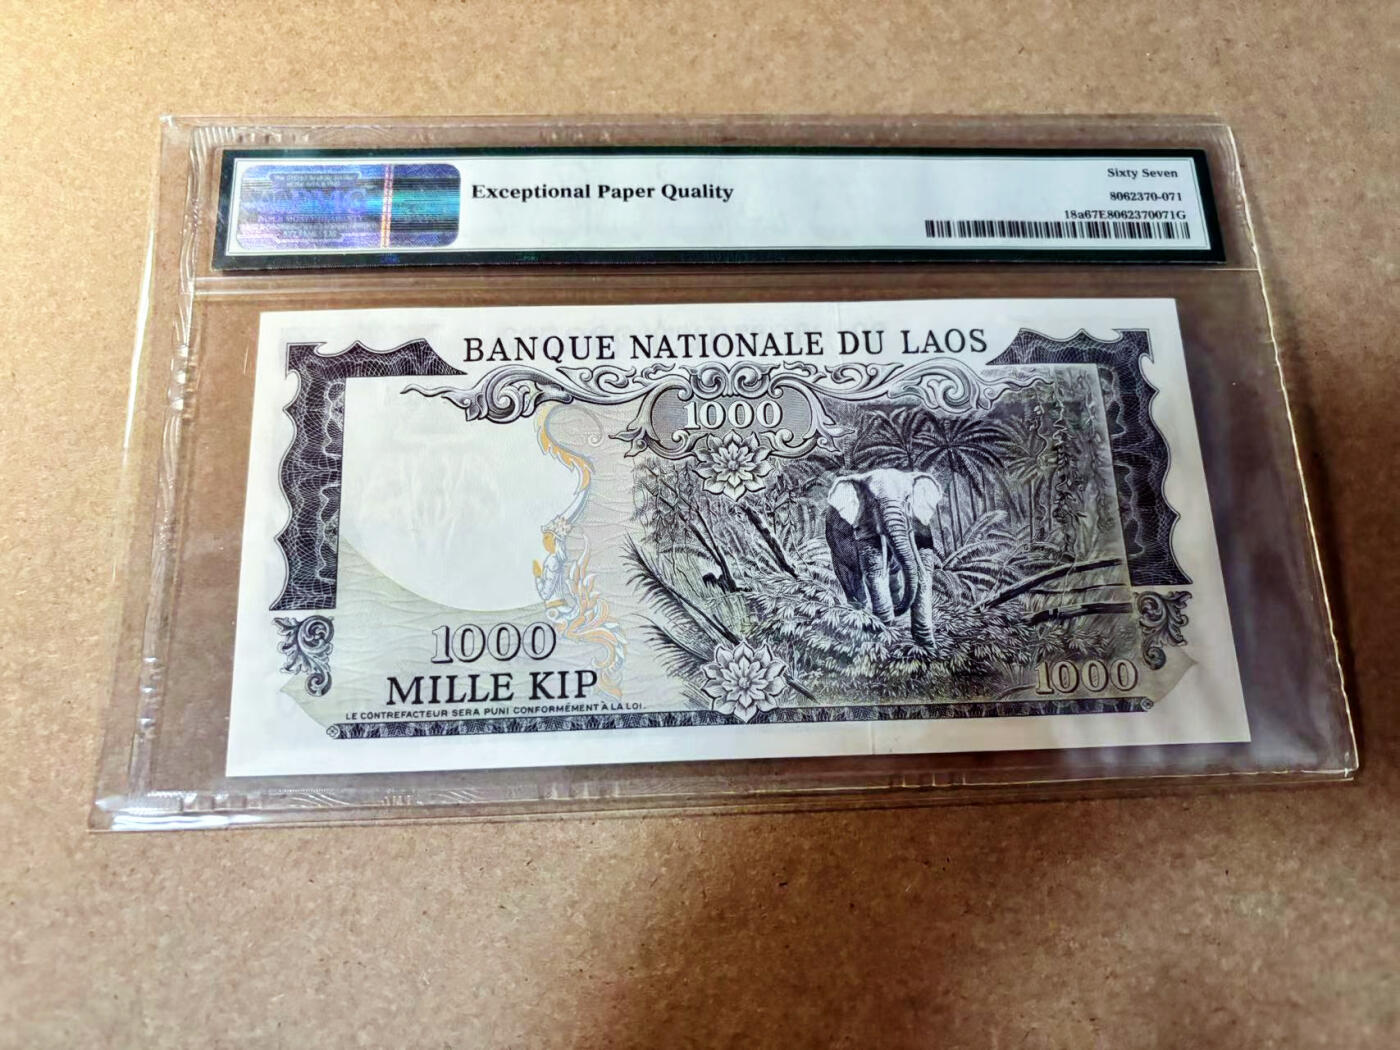 Exceptional Paper Quality
Sixty Seven
8062370-071
18a67E8062370071G
BANQUE NATIONALE DU LAOS
1000
1000
MILLE KIP
1000
LE CONTREFACTEUR SERA PUNI CONFORMÉMENT À LA LOI.